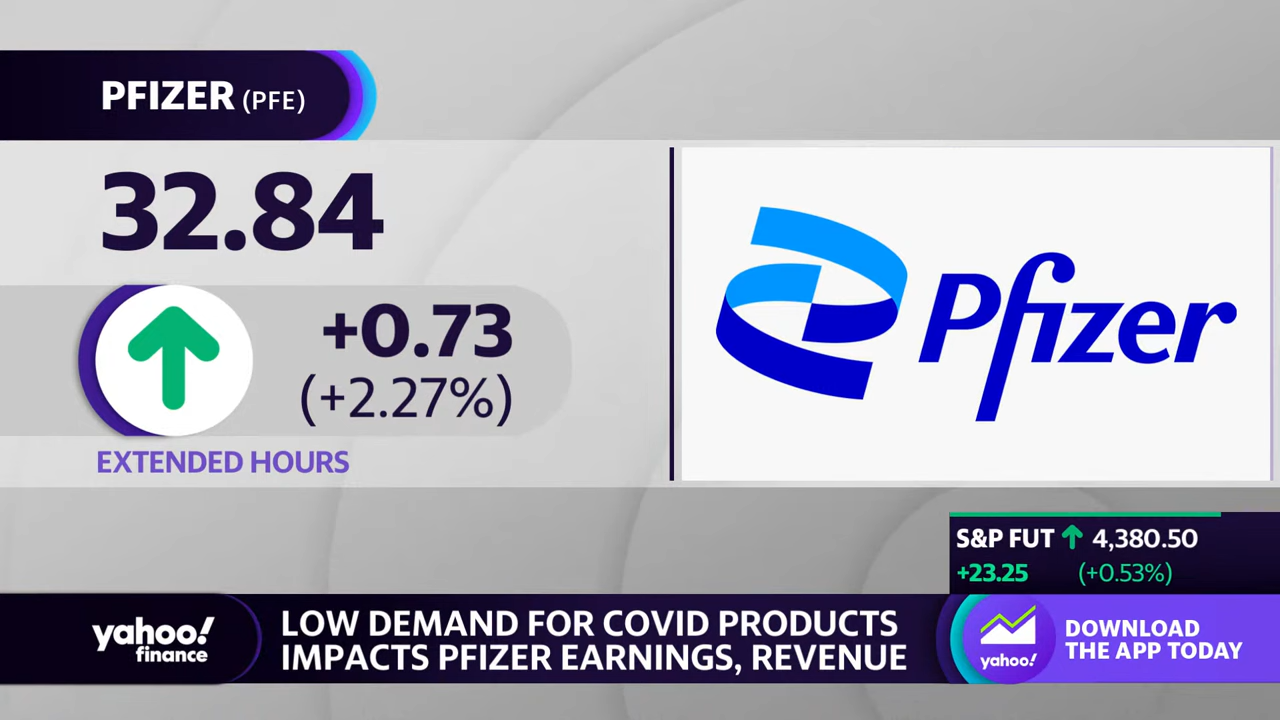 PFIZER (PFE)
32.84
+0.73
(+2.27%)
EXTENDED HOURS
Pfizer
S&P FUT 4,380.50
+23.25 (+0.53%)
yahoo!
finance
LOW DEMAND FOR COVID PRODUCTS
IMPACTS PFIZER EARNINGS, REVENUE
yahoo!
DOWNLOAD
THE APP TODAY